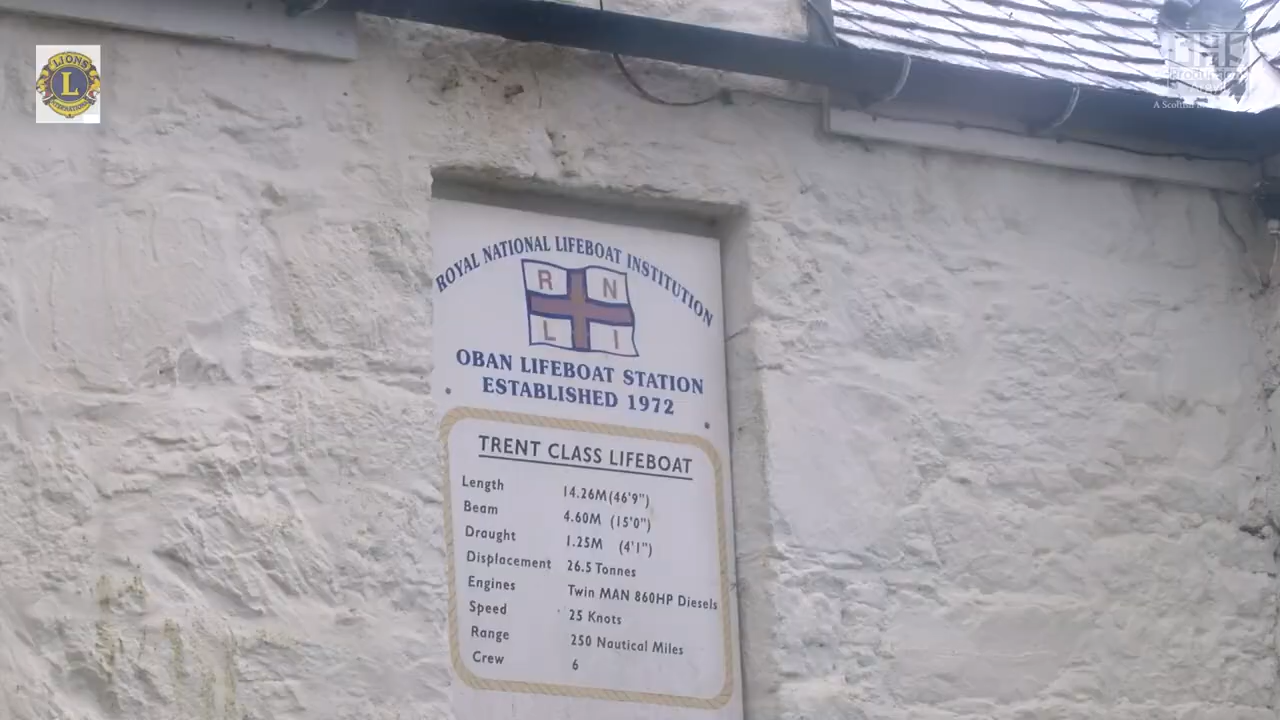 LIONS
L
INTERNATIONAL
ROYAL NATIONAL LIFEBOAT INSTITUTION
R N
L I
OBAN LIFEBOAT STATION
ESTABLISHED 1972
TRENT CLASS LIFEBOAT
Length 14.26M (46'9")
Beam 4.60M (15'0")
Draught 1.25M (4'1")
Displacement 26.5 Tonnes
Engines Twin MAN 860HP Diesels
Speed 25 Knots
Range 250 Nautical Miles
Crew 6